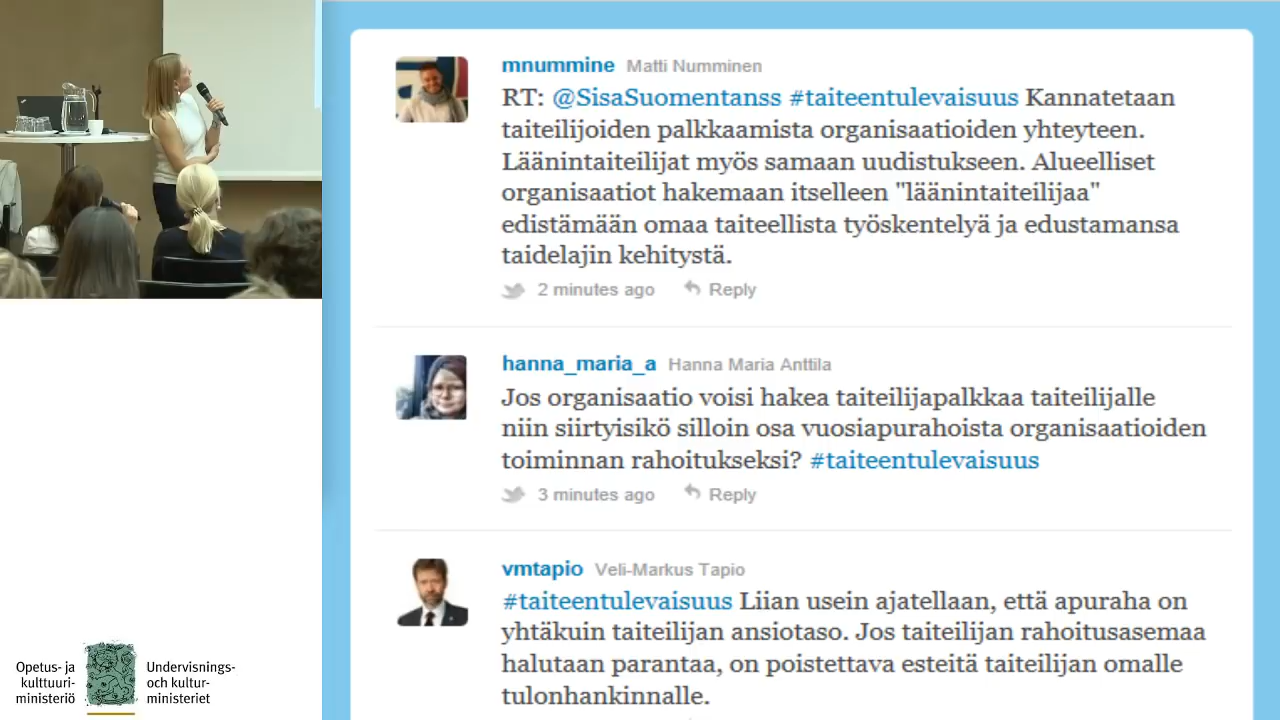 mnummine Matti Numminen
RT: @SisaSuomentanss #taiteentulevaisuus Kannatetaan
taiteilijoiden palkkaamista organisaatioiden yhteyteen.
Läänintaiteilijat myös samaan uudistukseen. Alueelliset
organisaatiot hakemaan itselleen "läänintaiteilijaa"
edistämään omaa taiteellista työskentelyä ja edustamansa
taidelajin kehitystä.
2 minutes ago Reply
hanna_maria_a Hanna Maria Anttila
Jos organisaatio voisi hakea taiteilijapalkkaa taiteilijalle
niin siirtyisikö silloin osa vuosiapurahoista organisaatioiden
toiminnan rahoitukseksi? #taiteentulevaisuus
3 minutes ago Reply
vmtapio Veli-Markus Tapio
#taiteentulevaisuus Liian usein ajatellaan, että apuraha on
yhtäkuin taiteilijan ansiotaso. Jos taiteilijan rahoitusasemaa
halutaan parantaa, on poistettava esteitä taiteilijan omalle
tulonhankinnalle.
Opetus- ja
kulttuuri-
ministeriö
Undervisnings-
och kultur-
ministeriet